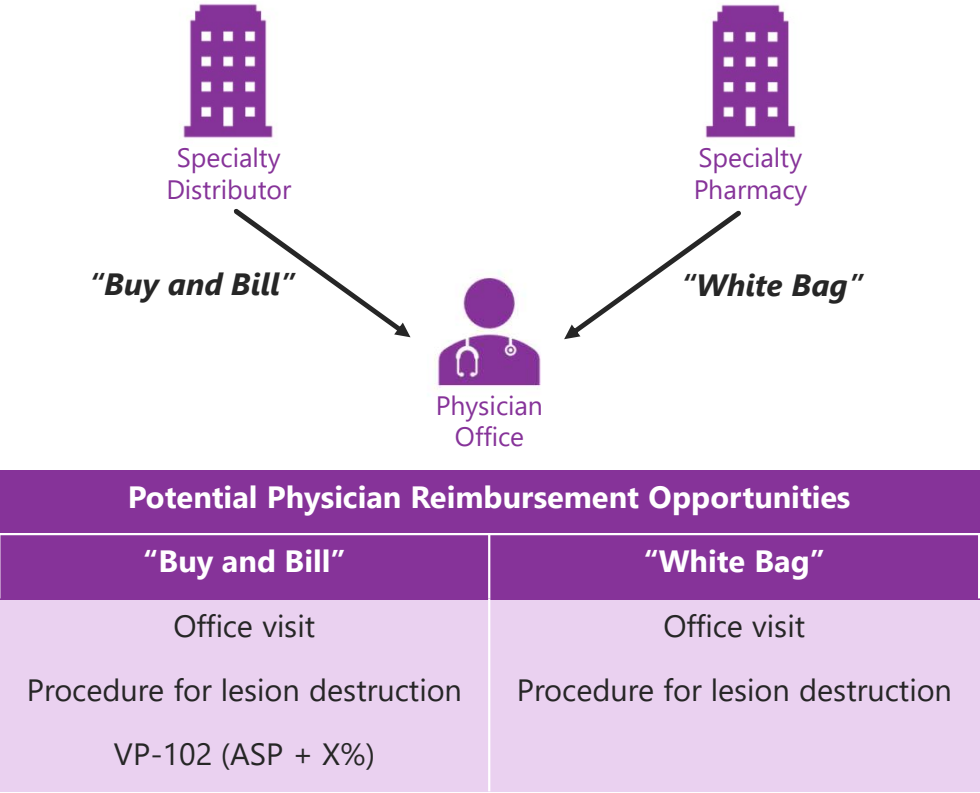 Specialty
Distributor
Specialty
Pharmacy
“Buy and Bill”
“White Bag”
Physician
Office
Potential Physician Reimbursement Opportunities
“Buy and Bill”
“White Bag”
Office visit
Office visit
Procedure for lesion destruction
Procedure for lesion destruction
VP-102 (ASP + X%)